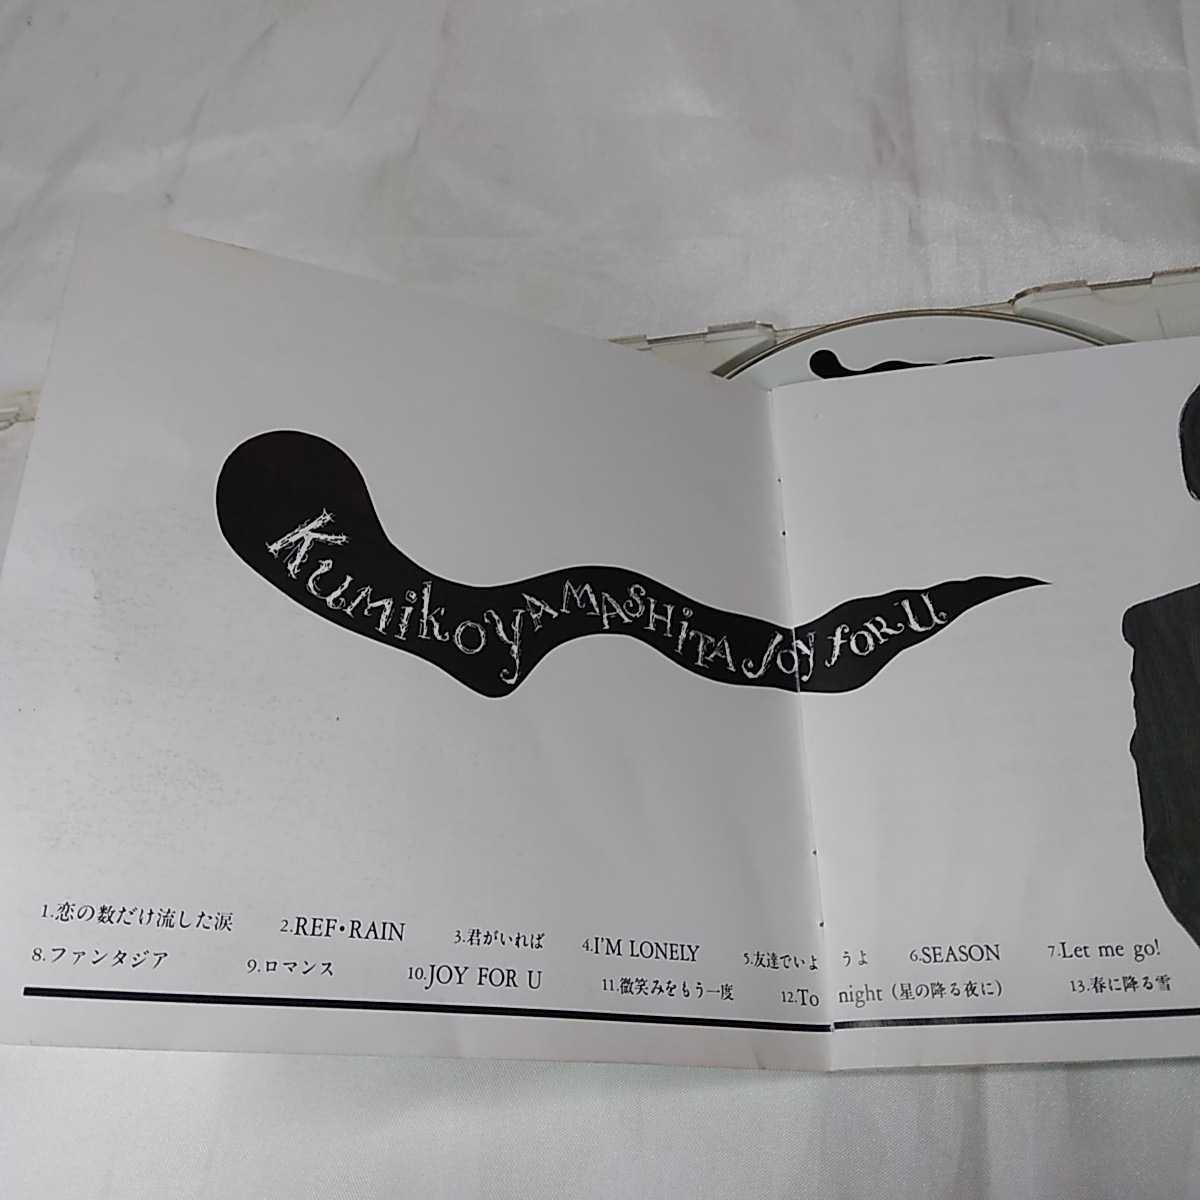 Kumiko YAMASHiTA Joy foR U
1.恋の数だけ流した涙 2.REF・RAIN 3.君がいれば 4.I'M LONELY 5.友達でいようよ 6.SEASON 7.Let me go!
8.ファンタジア 9.ロマンス 10.JOY FOR U 11.微笑みをもう一度 12.To night (星の降る夜に) 13.春に降る雪